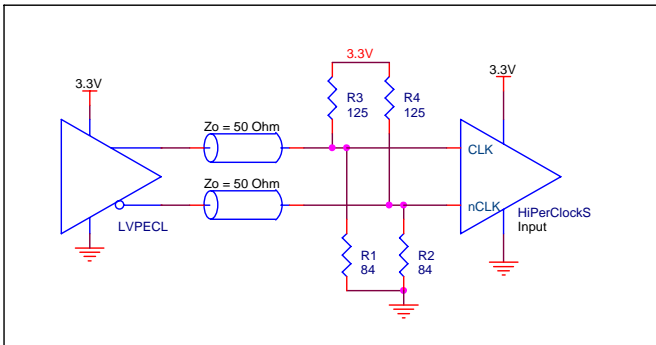 3.3V
3.3V
3.3V
R3
125
R4
125
Zo = 50 Ohm
CLK
Zo = 50 Ohm
nCLK
LVPECL
HiPerClockS
Input
R1
84
R2
84